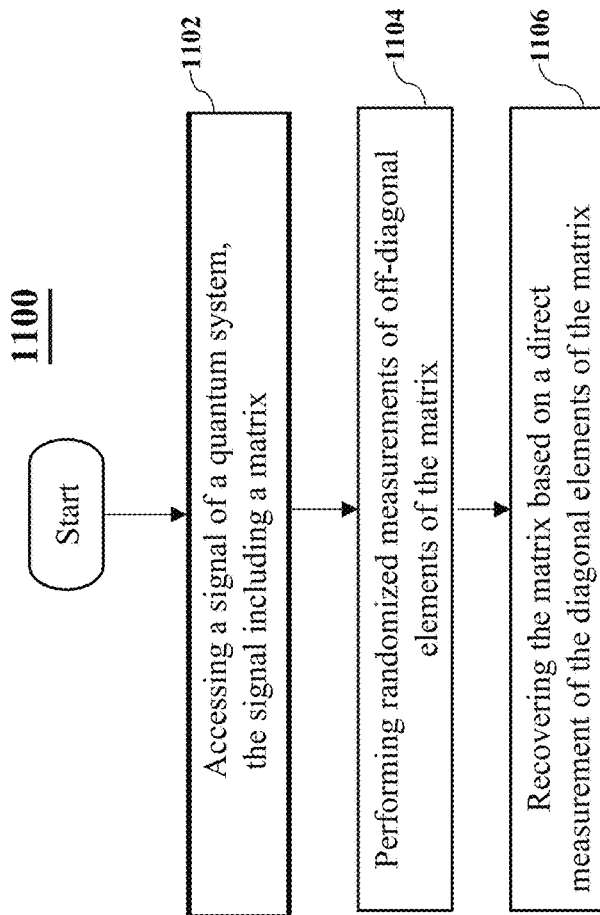 1100
Start
1102
Accessing a signal of a quantum system,
the signal including a matrix
1104
Performing randomized measurements of off-diagonal
elements of the matrix
1106
Recovering the matrix based on a direct
measurement of the diagonal elements of the matrix